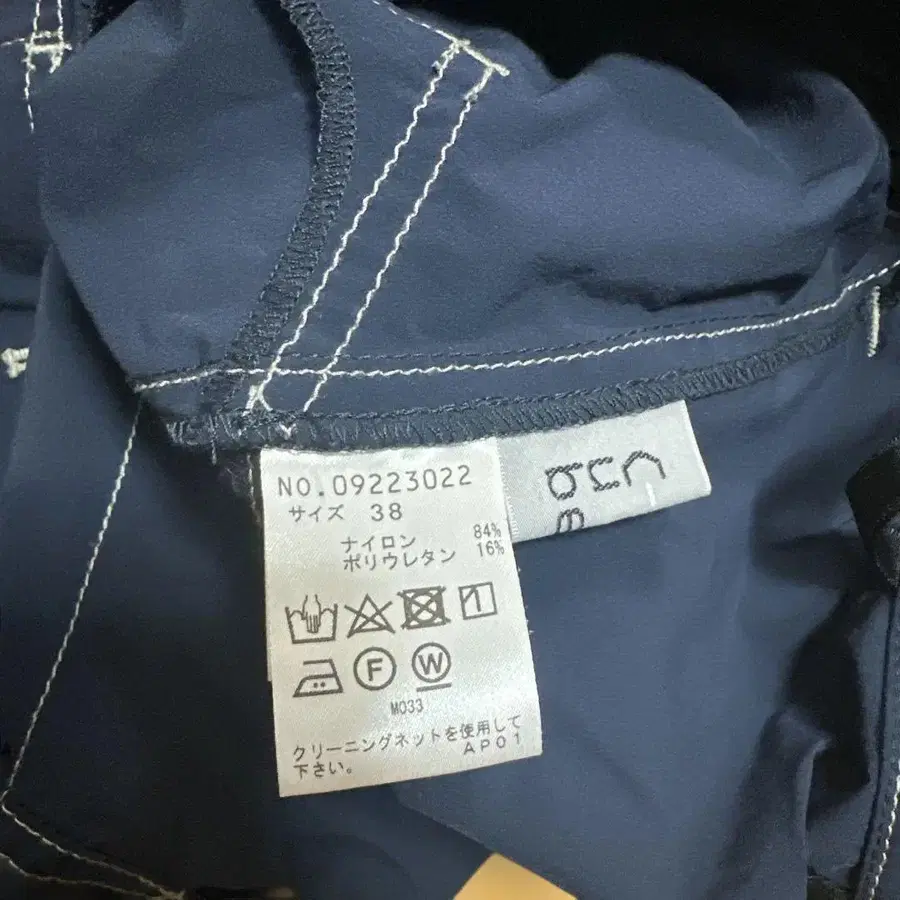 NO.09223022
サイズ 38
ナイロン 84%
ポリウレタン 16%
F W
M033
クリーニングネットを使用して
下さい。 AP01